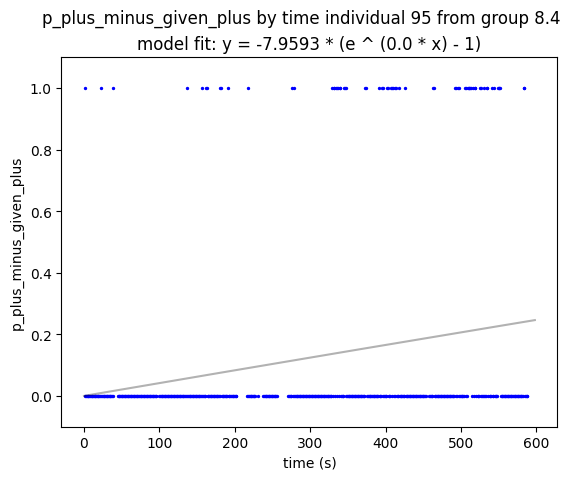 p_plus_minus_given_plus by time individual 95 from group 8.4
model fit: y = -7.9593 * (e ^ (0.0 * x) - 1)
1.0
0.8
0.6
0.4
0.2
0.0
p_plus_minus_given_plus
0 100 200 300 400 500 600
time (s)